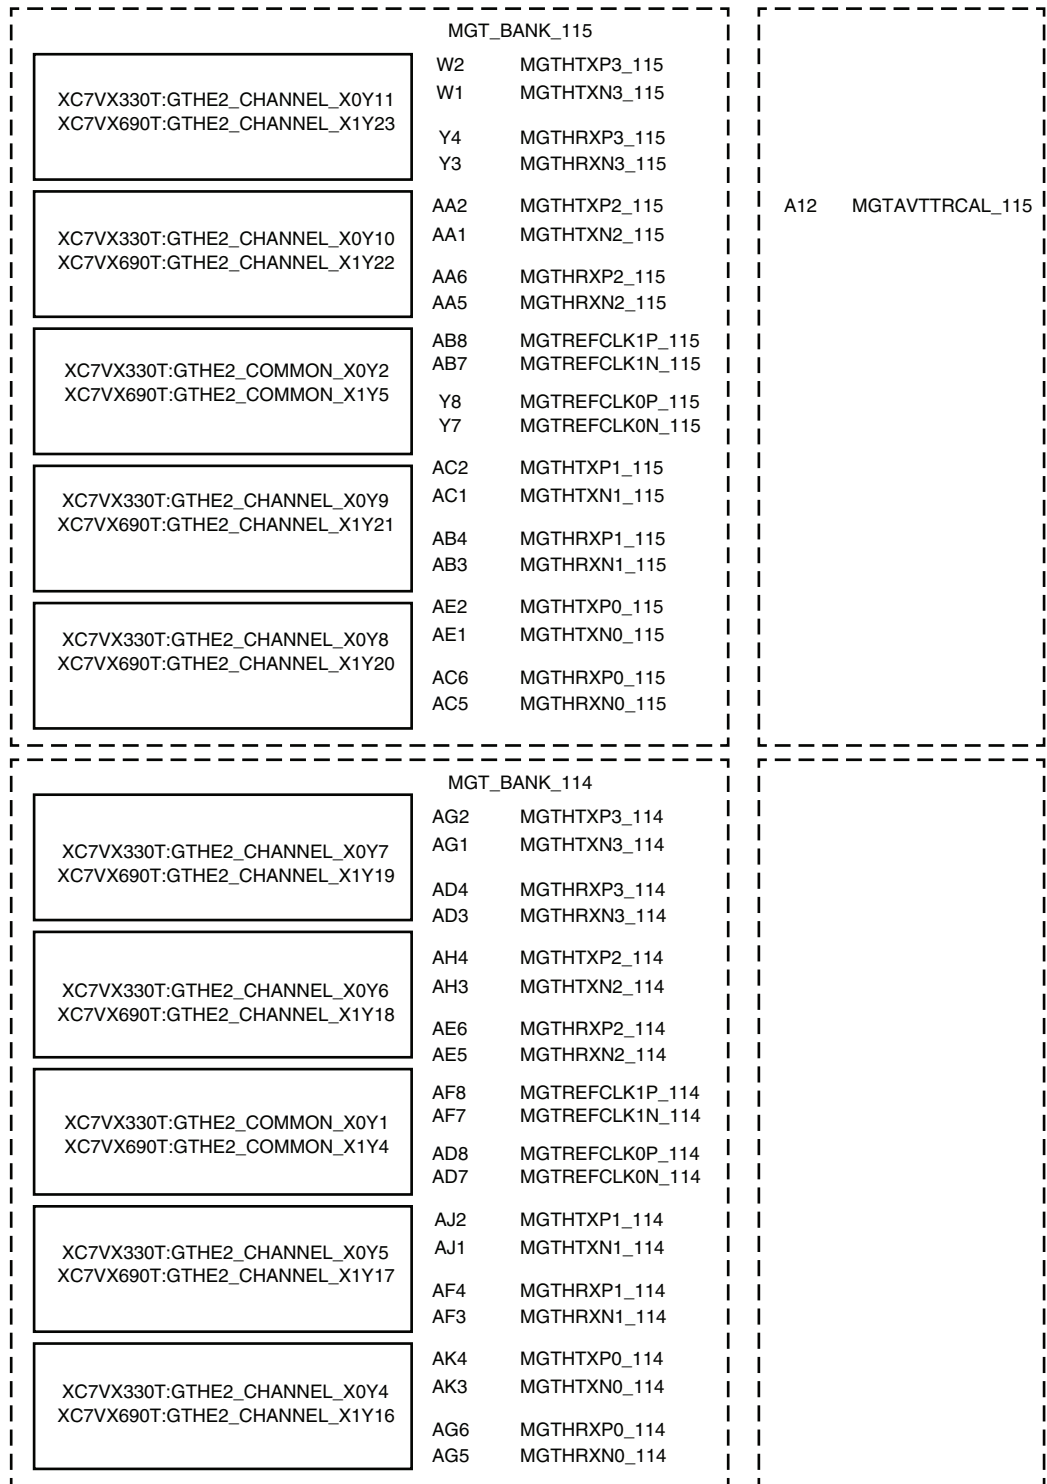 MGT_BANK_115
W2 MGTHTXP3_115
XC7VX330T:GTHE2_CHANNEL_X0Y11
W1 MGTHTXN3_115
XC7VX690T:GTHE2_CHANNEL_X1Y23
Y4 MGTHRXP3_115
Y3 MGTHRXN3_115
AA2 MGTHTXP2_115
A12 MGTAVTTRCAL_115
XC7VX330T:GTHE2_CHANNEL_X0Y10
AA1 MGTHTXN2_115
XC7VX690T:GTHE2_CHANNEL_X1Y22
AA6 MGTHRXP2_115
AA5 MGTHRXN2_115
AB8 MGTREFCLK1P_115
AB7 MGTREFCLK1N_115
XC7VX330T:GTHE2_COMMON_X0Y2
XC7VX690T:GTHE2_COMMON_X1Y5
Y8 MGTREFCLK0P_115
Y7 MGTREFCLK0N_115
AC2 MGTHTXP1_115
XC7VX330T:GTHE2_CHANNEL_X0Y9
AC1 MGTHTXN1_115
XC7VX690T:GTHE2_CHANNEL_X1Y21
AB4 MGTHRXP1_115
AB3 MGTHRXN1_115
AE2 MGTHTXP0_115
XC7VX330T:GTHE2_CHANNEL_X0Y8
AE1 MGTHTXN0_115
XC7VX690T:GTHE2_CHANNEL_X1Y20
AC6 MGTHRXP0_115
AC5 MGTHRXN0_115
MGT_BANK_114
AG2 MGTHTXP3_114
XC7VX330T:GTHE2_CHANNEL_X0Y7
AG1 MGTHTXN3_114
XC7VX690T:GTHE2_CHANNEL_X1Y19
AD4 MGTHRXP3_114
AD3 MGTHRXN3_114
AH4 MGTHTXP2_114
XC7VX330T:GTHE2_CHANNEL_X0Y6
AH3 MGTHTXN2_114
XC7VX690T:GTHE2_CHANNEL_X1Y18
AE6 MGTHRXP2_114
AE5 MGTHRXN2_114
AF8 MGTREFCLK1P_114
AF7 MGTREFCLK1N_114
XC7VX330T:GTHE2_COMMON_X0Y1
XC7VX690T:GTHE2_COMMON_X1Y4
AD8 MGTREFCLK0P_114
AD7 MGTREFCLK0N_114
AJ2 MGTHTXP1_114
XC7VX330T:GTHE2_CHANNEL_X0Y5
AJ1 MGTHTXN1_114
XC7VX690T:GTHE2_CHANNEL_X1Y17
AF4 MGTHRXP1_114
AF3 MGTHRXN1_114
AK4 MGTHTXP0_114
XC7VX330T:GTHE2_CHANNEL_X0Y4
AK3 MGTHTXN0_114
XC7VX690T:GTHE2_CHANNEL_X1Y16
AG6 MGTHRXP0_114
AG5 MGTHRXN0_114